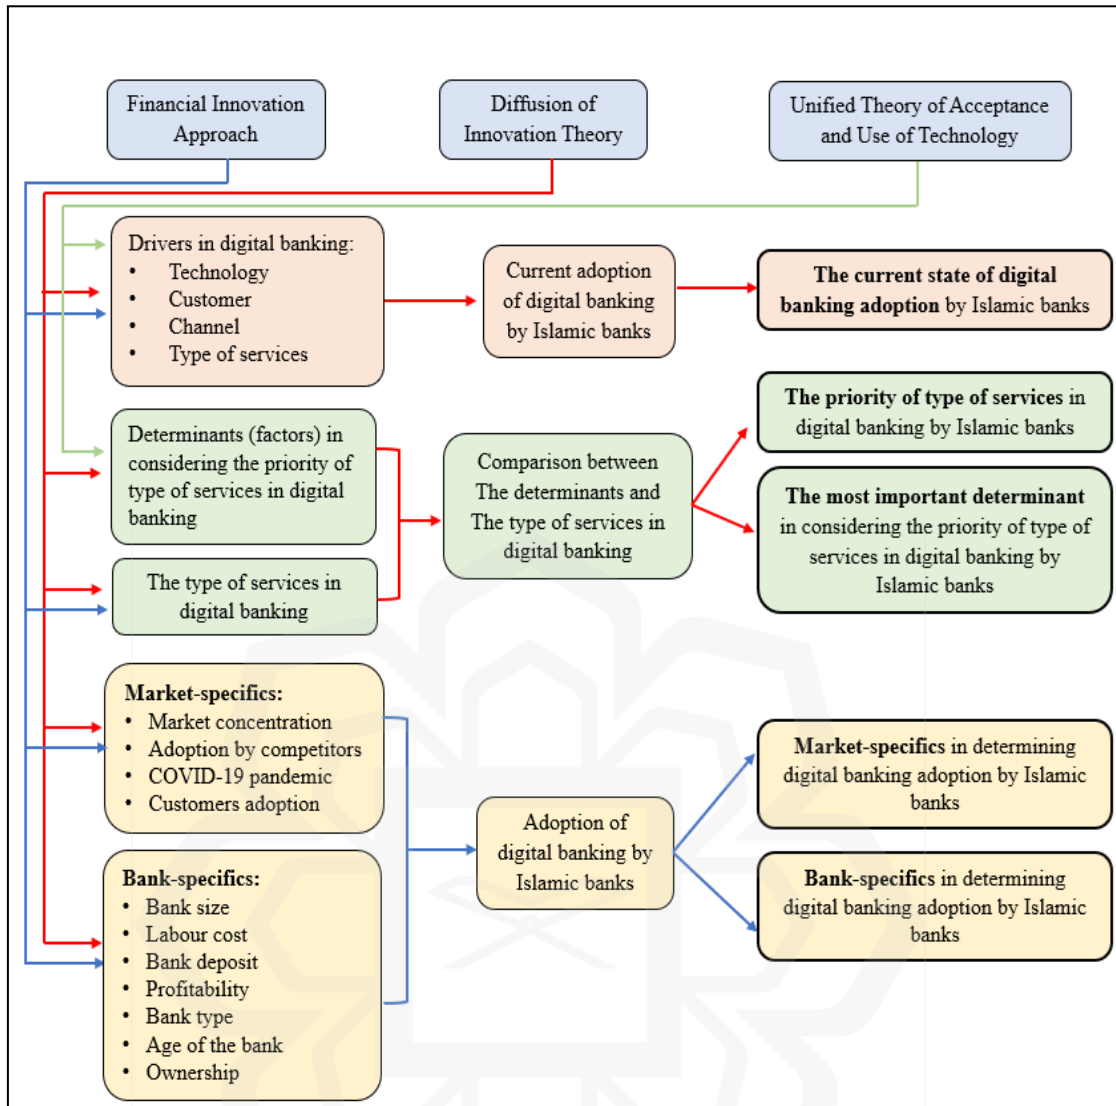 Financial Innovation
Approach
Diffusion of
Innovation Theory
Unified Theory of Acceptance
and Use of Technology
Drivers in digital banking:
• Technology
• Customer
• Channel
• Type of services
Current adoption
of digital banking
by Islamic banks
The current state of digital
banking adoption by Islamic banks
Determinants (factors) in
considering the priority of
type of services in digital
banking
The type of services in
digital banking
Comparison between
The determinants and
The type of services in
digital banking
The priority of type of services in
digital banking by Islamic banks
The most important determinant
in considering the priority of type of
services in digital banking by
Islamic banks
Market-specifics:
• Market concentration
• Adoption by competitors
• COVID-19 pandemic
• Customers adoption
Bank-specifics:
• Bank size
• Labour cost
• Bank deposit
• Profitability
• Bank type
• Age of the bank
• Ownership
Adoption of
digital banking by
Islamic banks
Market-specifics in determining
digital banking adoption by Islamic
banks
Bank-specifics in determining
digital banking adoption by Islamic
banks